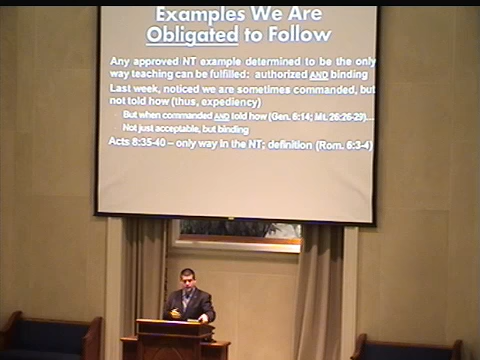 Examples We Are
Obligated to Follow
Any approved NT example determined to be the only
way teaching can be fulfilled: authorized AND binding
Last week, noticed we are sometimes commanded, but
not told how (thus, expediency)
But when commanded AND told how (Gen. 6:14; Mt. 26:26-29)...
Not just acceptable, but binding
Acts 8:35-40 – only way in the NT; definition (Rom. 6:3-4)